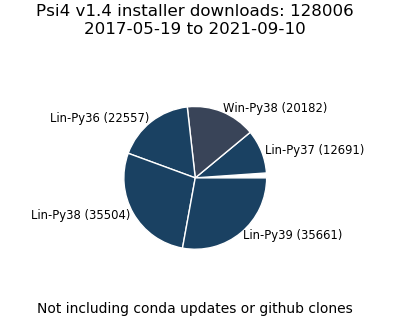 Psi4 v1.4 installer downloads: 128006
2017-05-19 to 2021-09-10
Win-Py38 (20182)
Lin-Py36 (22557)
Lin-Py37 (12691)
Lin-Py38 (35504)
Lin-Py39 (35661)
Not including conda updates or github clones